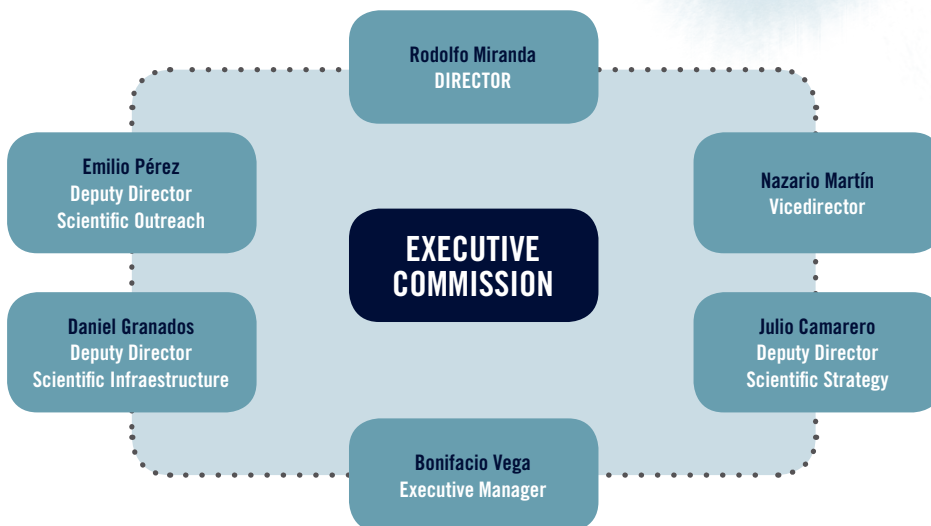 Rodolfo Miranda
DIRECTOR
Emilio Pérez
Deputy Director
Scientific Outreach
Nazario Martín
Vicedirector
EXECUTIVE
COMMISSION
Daniel Granados
Deputy Director
Scientific Infraestructure
Julio Camarero
Deputy Director
Scientific Strategy
Bonifacio Vega
Executive Manager